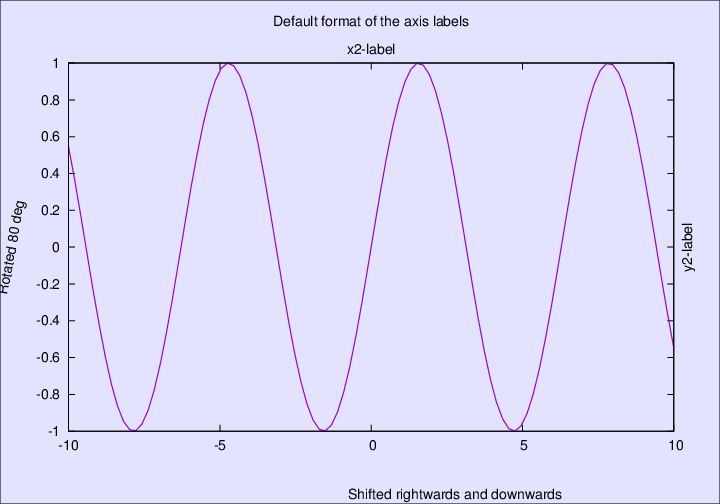 Default format of the axis labels
x2-label
1
0.8
0.6
0.4
0.2
0
-0.2
-0.4
-0.6
-0.8
-1
Rotated 80 deg
y2-label
-10 -5 0 5 10
Shifted rightwards and downwards